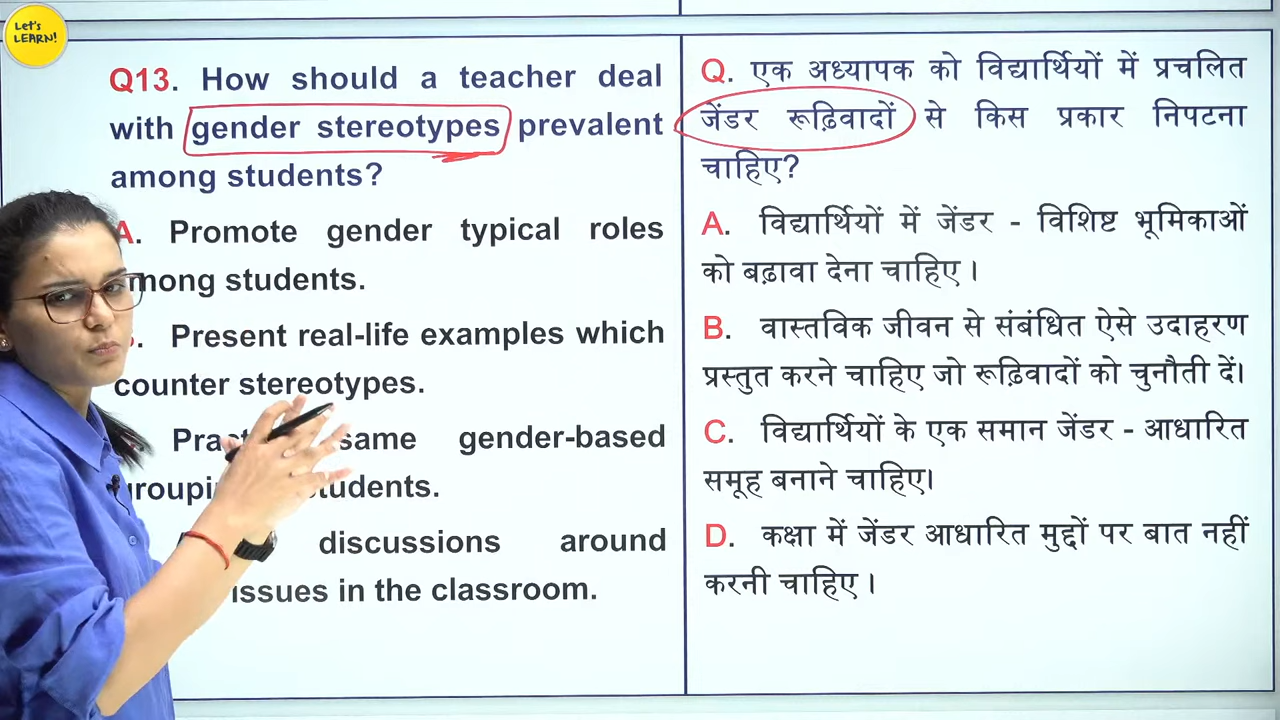 Let's
LEARN!
Q13. How should a teacher deal
with gender stereotypes prevalent
among students?
A. Promote gender typical roles
among students.
Present real-life examples which
counter stereotypes.
same gender-based
students.
discussions around
issues in the classroom.
Q. एक अध्यापक को विद्यार्थियों में प्रचलित
जेंडर रूढ़िवादों से किस प्रकार निपटना
चाहिए?
A. विद्यार्थियों में जेंडर - विशिष्ट भूमिकाओं
को बढ़ावा देना चाहिए।
B. वास्तविक जीवन से संबंधित ऐसे उदाहरण
प्रस्तुत करने चाहिए जो रूढ़िवादों को चुनौती दें।
C. विद्यार्थियों के एक समान जेंडर - आधारित
समूह बनाने चाहिए।
D. कक्षा में जेंडर आधारित मुद्दों पर बात नहीं
करनी चाहिए।